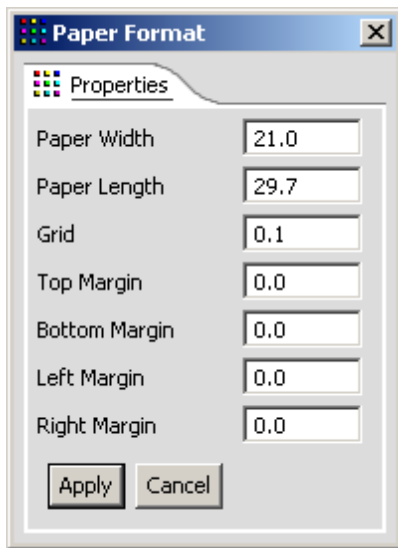 Paper Format
Properties
Paper Width 21.0
Paper Length 29.7
Grid 0.1
Top Margin 0.0
Bottom Margin 0.0
Left Margin 0.0
Right Margin 0.0
Apply Cancel